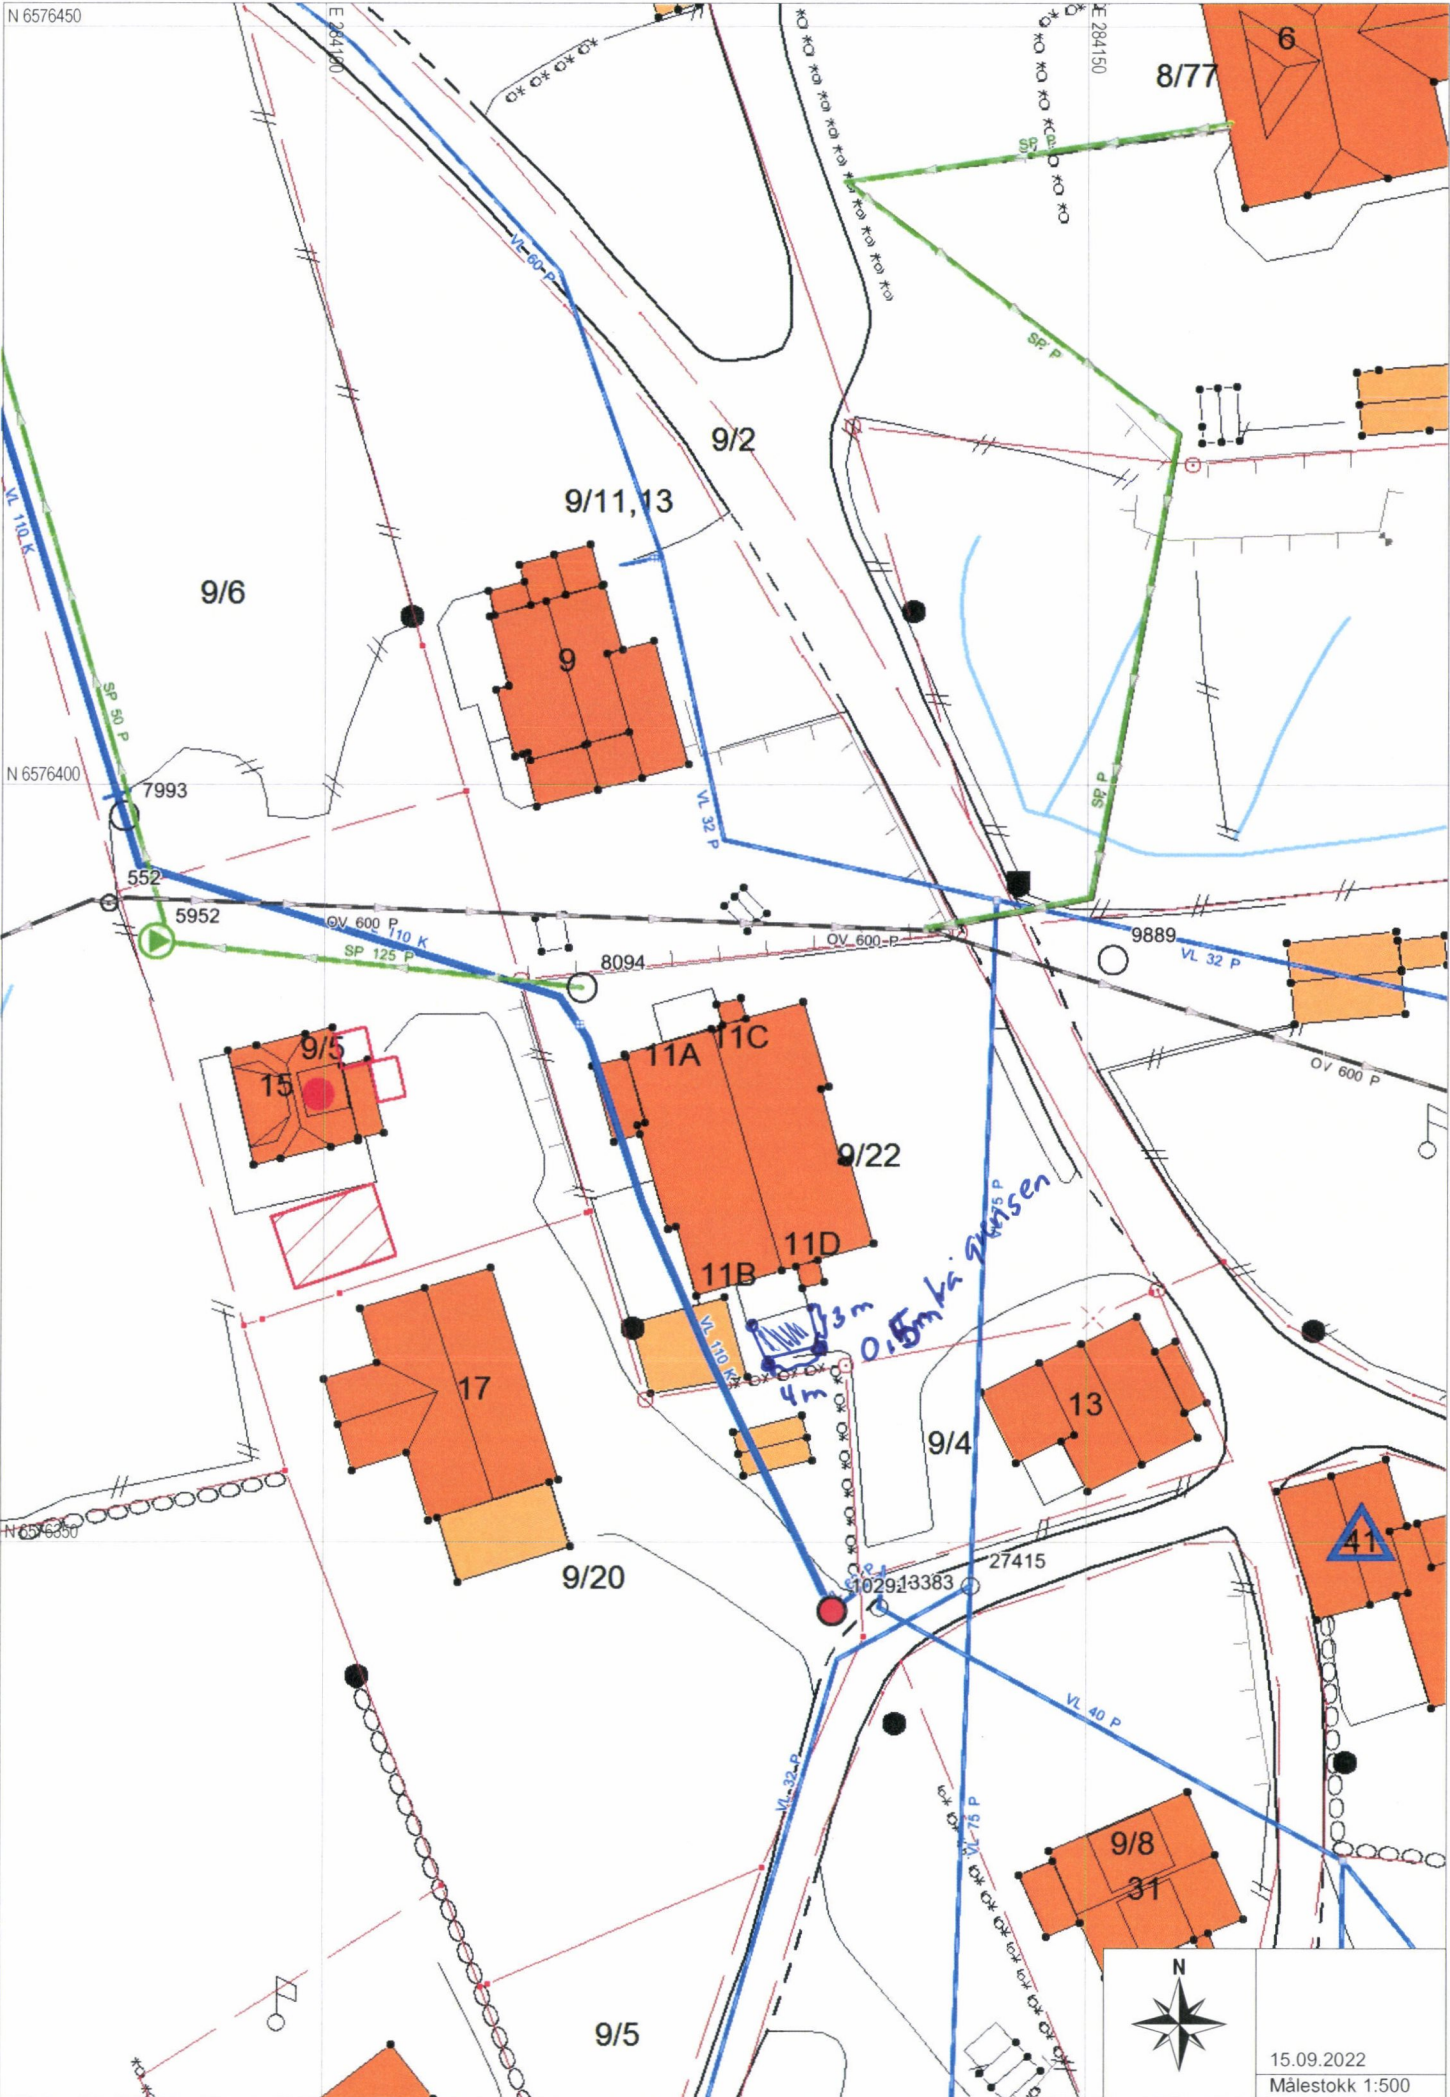 N 6576450
E 284100
E 284150
6
8/77
SP P
VL 60 P
SP P
9/2
9/11,13
VL 110 K
9/6
9
SP 50 P
N 6576400
7993
SP P
VL 32 P
552
5952
OV 600 P
110 K
SP 125 P
OV 600 P
9889
VL 32 P
8094
9/5
15
11A
11C
OV 600 P
9/22
75 P
11D
11B
3m
4m
VL 110 K
17
13
9/4
N 6576350
41
9/20
27415
10292
13383
VL 40 P
VL 32 P
VL 75 P
9/8
31
9/5
N
15.09.2022
Målestokk 1:500